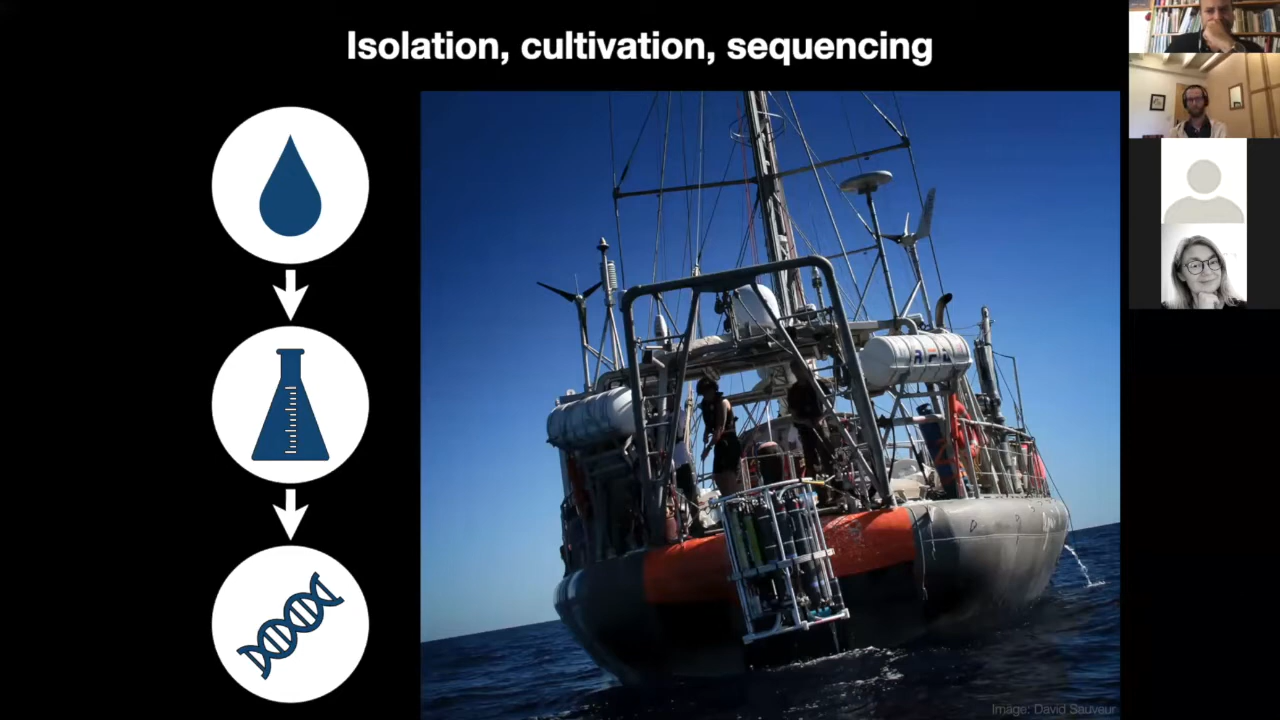 Isolation, cultivation, sequencing
Image: David Sauveur